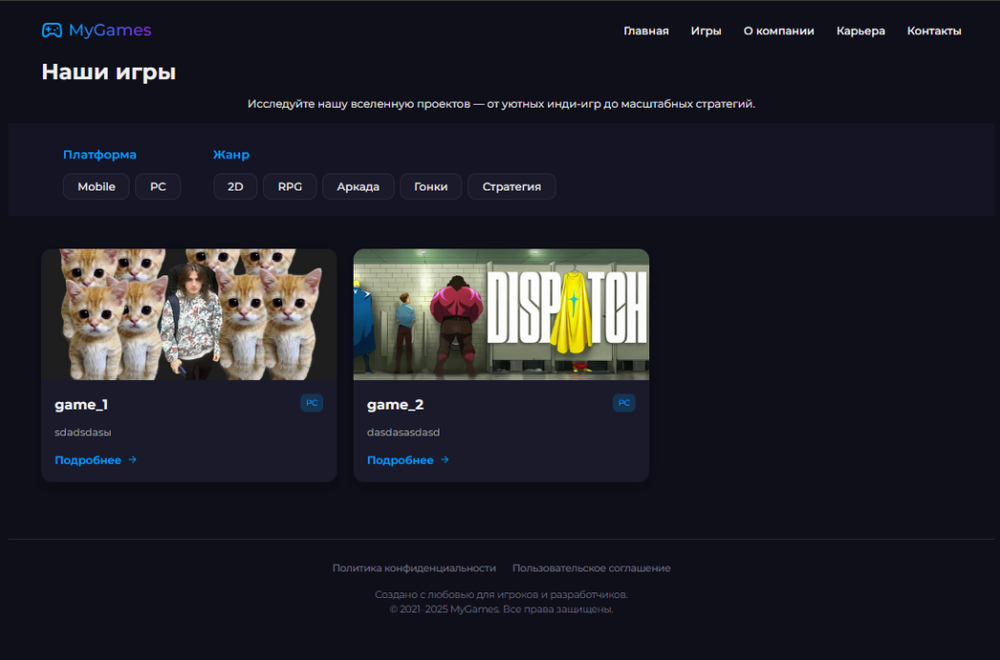 MyGames
Главная Игры О компании Карьера Контакты
Наши игры
Исследуйте нашу вселенную проектов — от уютных инди-игр до масштабных стратегий.
Платформа Жанр
Mobile PC 2D RPG Аркада Гонки Стратегия
DISPATCH
game_1 PC
sdadsdasы
Подробнее →
game_2 PC
dasdasasdasd
Подробнее →
Политика конфиденциальности Пользовательское соглашение
Создано с любовью для игроков и разработчиков.
© 2021–2025 MyGames. Все права защищены.